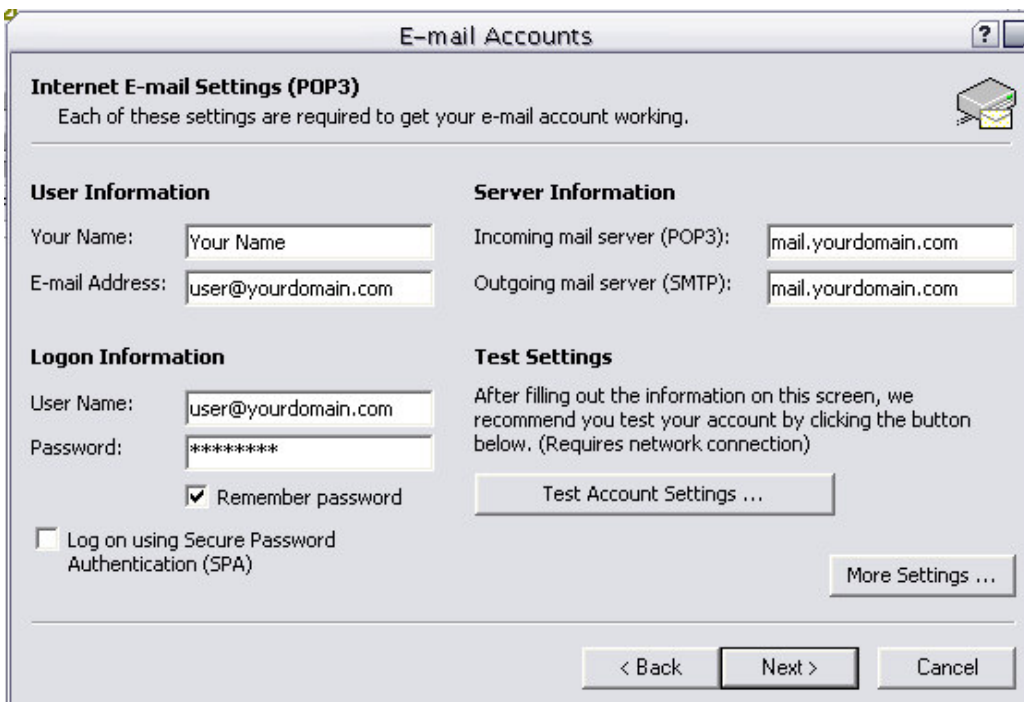 E-mail Accounts
?
Internet E-mail Settings (POP3)
Each of these settings are required to get your e-mail account working.
User Information
Your Name:
Your Name
E-mail Address:
user@yourdomain.com
Logon Information
User Name:
user@yourdomain.com
Password:
********
Remember password
Log on using Secure Password
Authentication (SPA)
Server Information
Incoming mail server (POP3):
mail.yourdomain.com
Outgoing mail server (SMTP):
mail.yourdomain.com
Test Settings
After filling out the information on this screen, we
recommend you test your account by clicking the button
below. (Requires network connection)
Test Account Settings ...
More Settings ...
< Back
Next >
Cancel